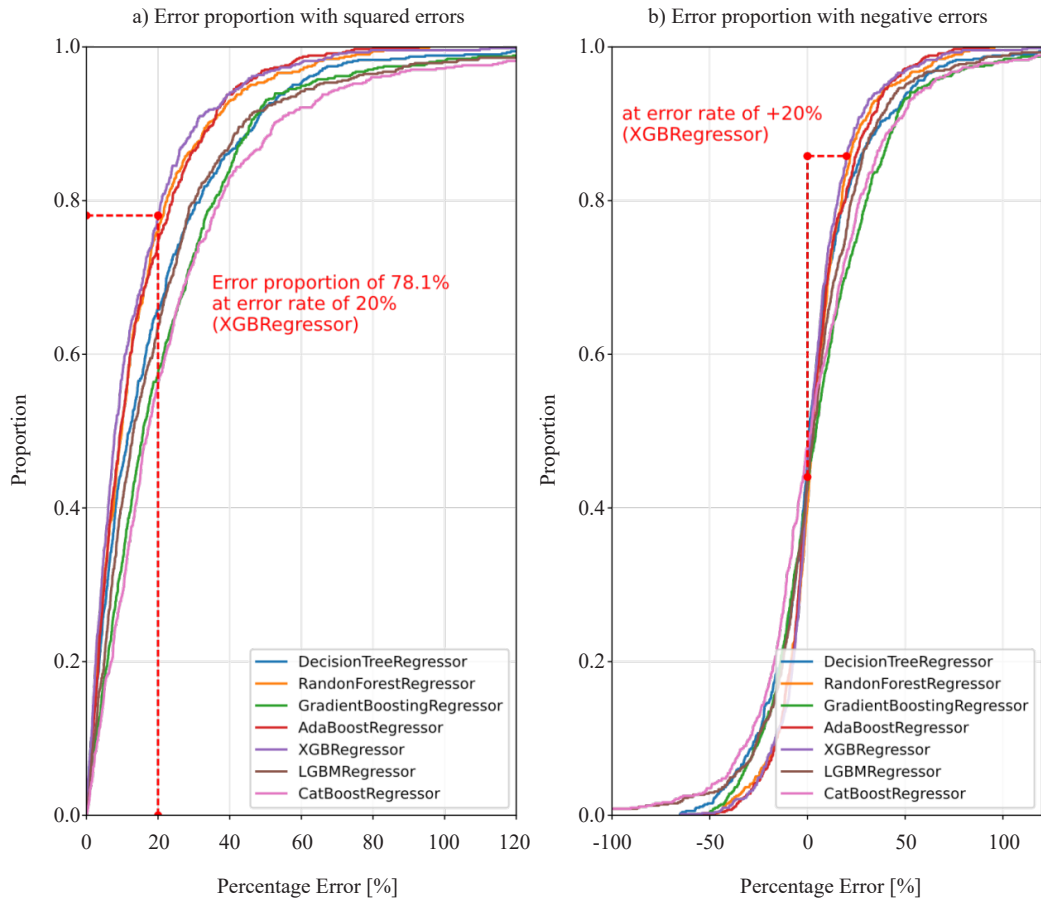 a) Error proportion with squared errors
1.0
0.8
0.6
0.4
0.2
0.0
Proportion
Error proportion of 78.1%
at error rate of 20%
(XGBRegressor)
DecisionTreeRegressor
RandonForestRegressor
GradientBoostingRegressor
AdaBoostRegressor
XGBRegressor
LGBMRegressor
CatBoostRegressor
0 20 40 60 80 100 120
Percentage Error [%]
b) Error proportion with negative errors
1.0
0.8
0.6
0.4
0.2
0.0
Proportion
at error rate of +20%
(XGBRegressor)
DecisionTreeRegressor
RandonForestRegressor
GradientBoostingRegressor
AdaBoostRegressor
XGBRegressor
LGBMRegressor
CatBoostRegressor
-100 -50 0 50 100
Percentage Error [%]